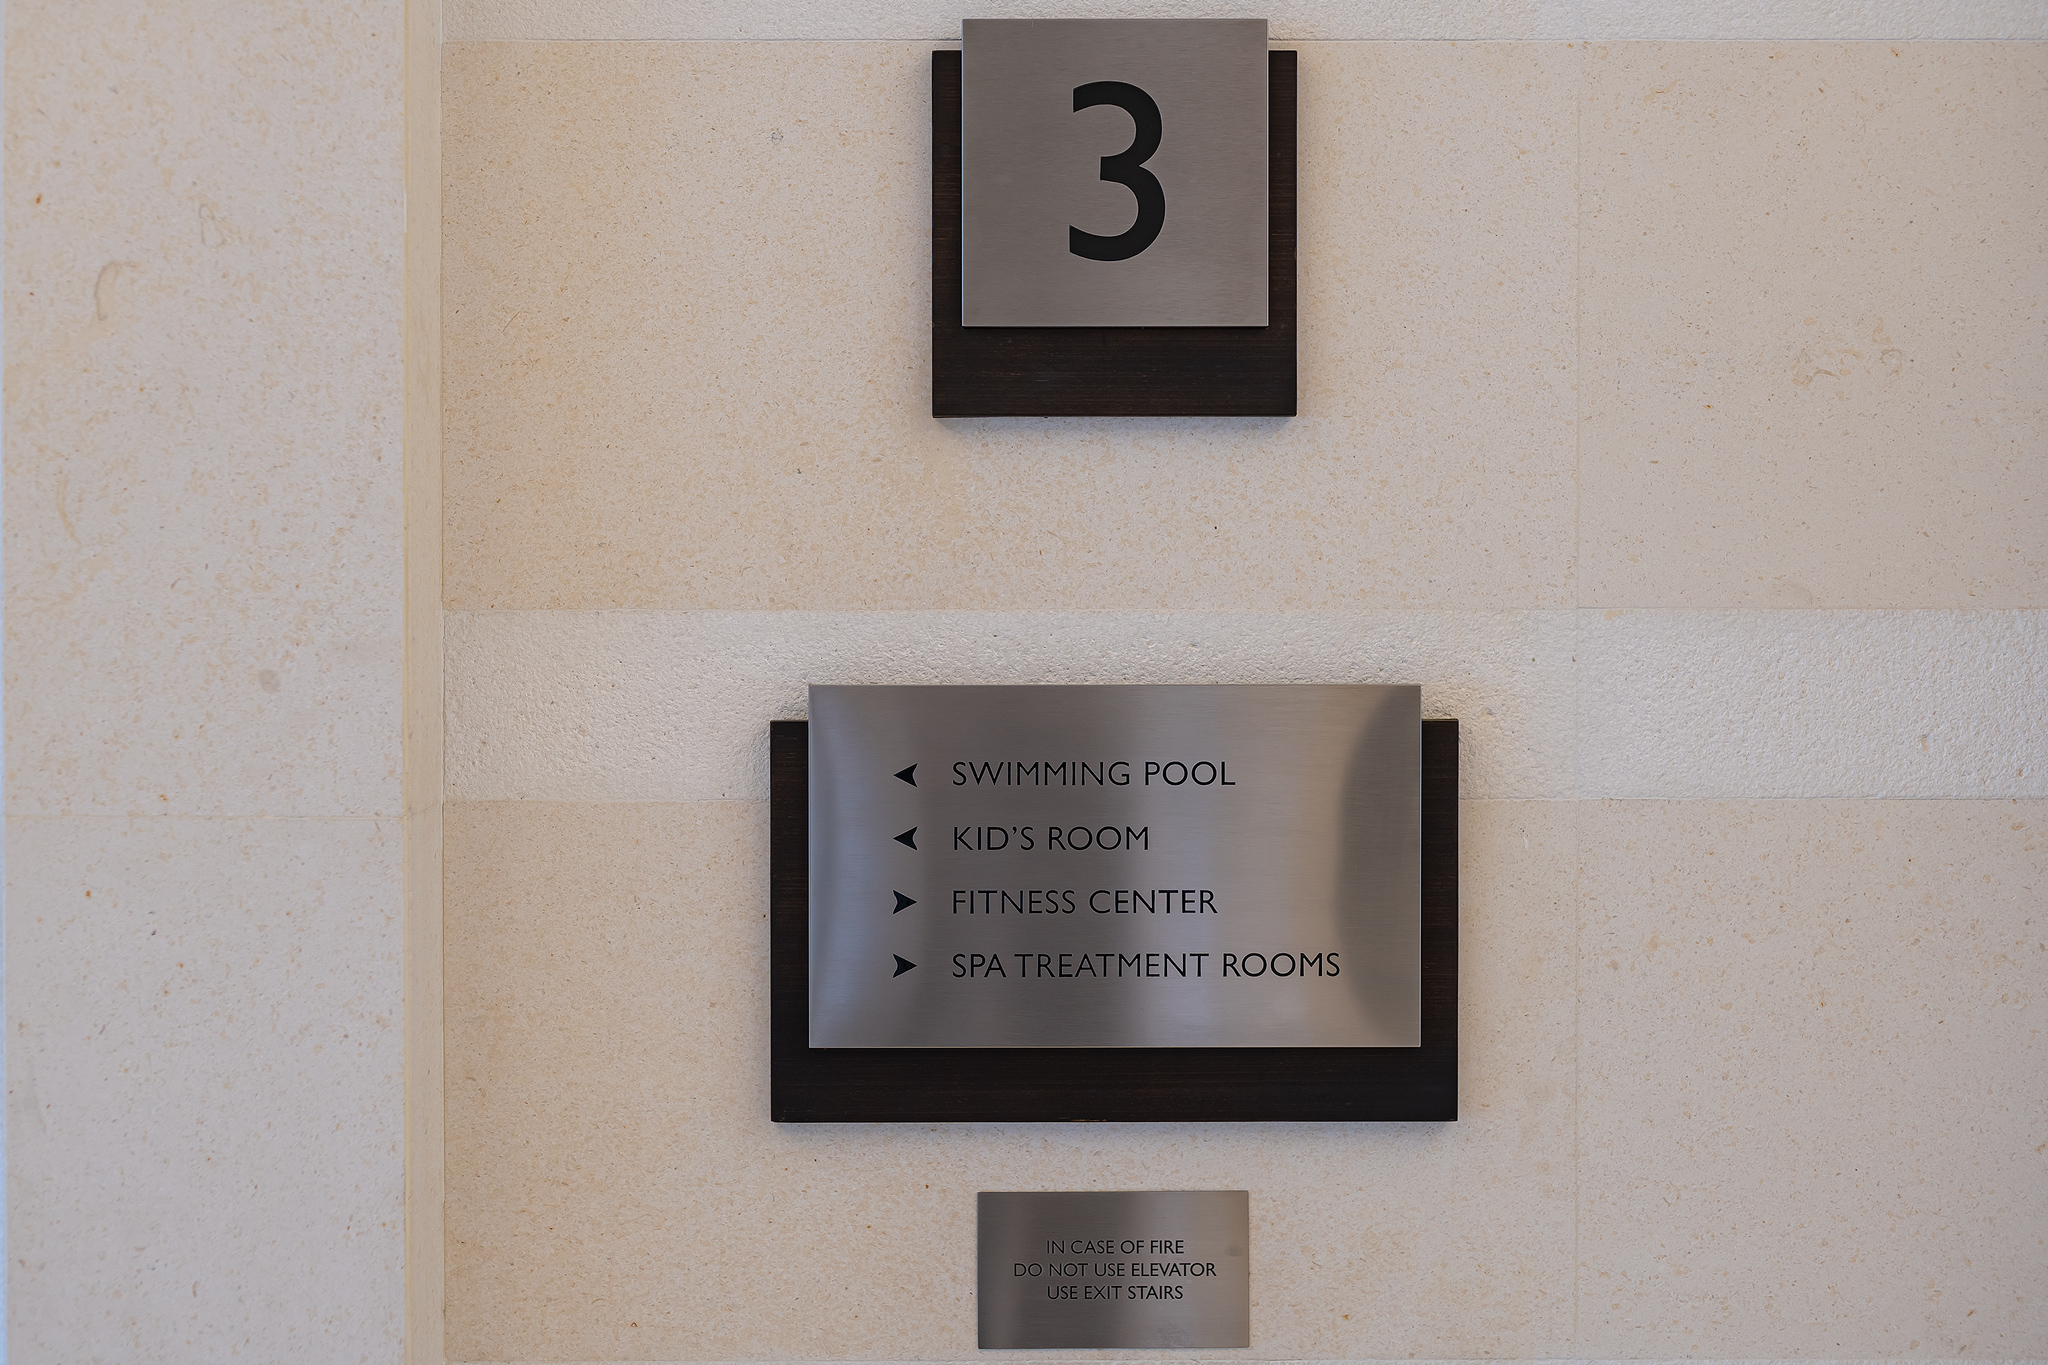 3
SWIMMING POOL
KID’S ROOM
FITNESS CENTER
SPA TREATMENT ROOMS
IN CASE OF FIRE
DO NOT USE ELEVATOR
USE EXIT STAIRS